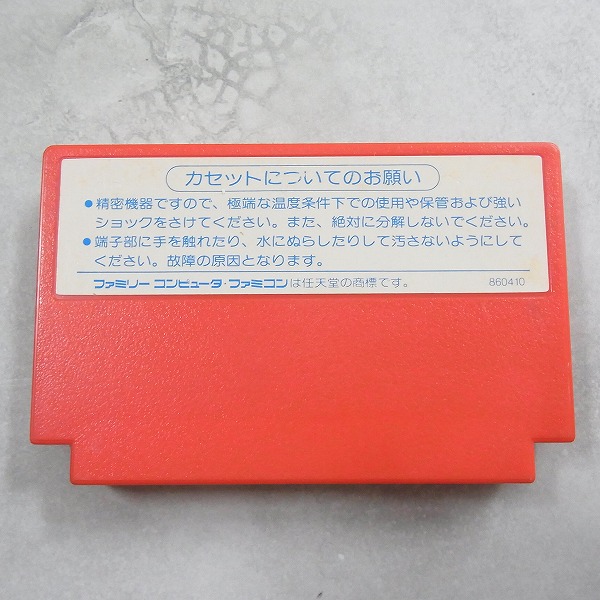 カセットについてのお願い
●精密機器ですので、極端な温度条件下での使用や保管および強い
ショックをさけてください。また、絶対に分解しないでください。
●端子部に手を触れたり、水にぬらしたりして汚さないようにして
ください。故障の原因となります。
ファミリーコンピュータ・ファミコンは任天堂の商標です。 860410